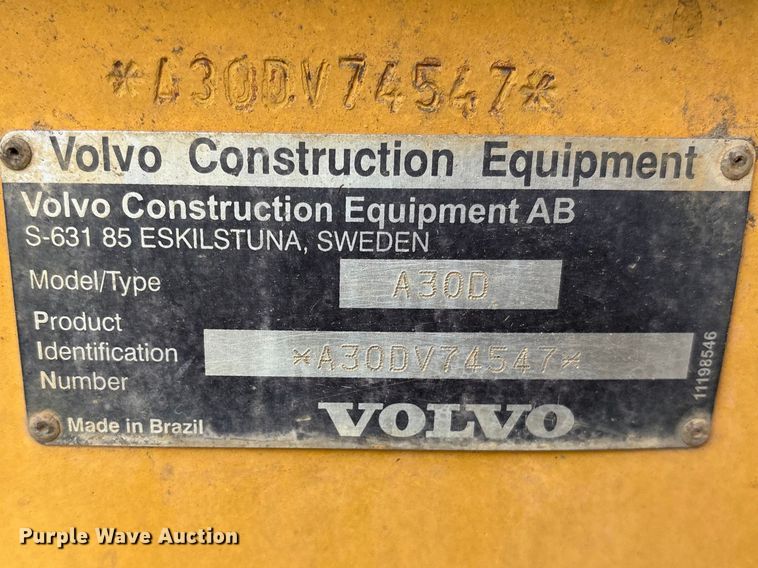 *A30DV74547*
Volvo Construction Equipment
Volvo Construction Equipment AB
S-631 85 ESKILSTUNA, SWEDEN
Model/Type A30D
Product
Identification *A30DV74547*
Number
Made in Brazil VOLVO
11198546
Purple Wave Auction